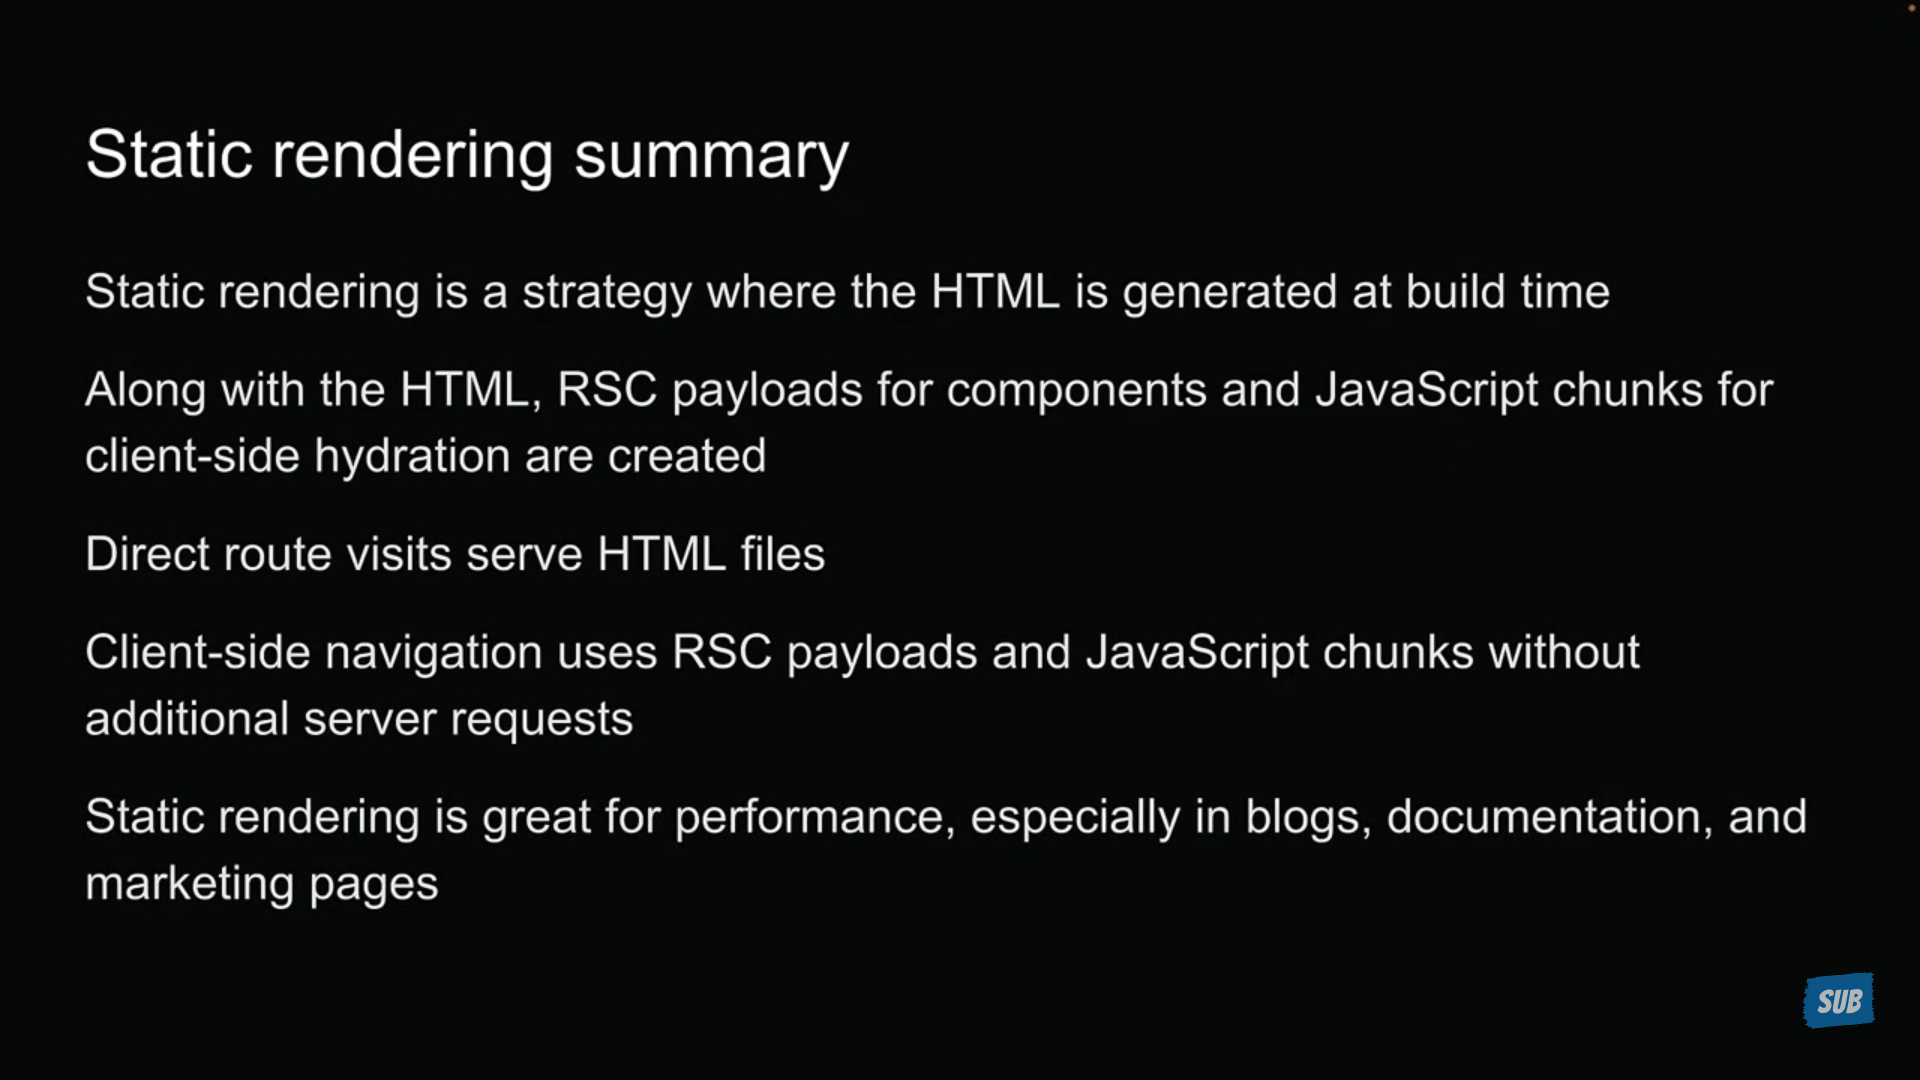 Static rendering summary
Static rendering is a strategy where the HTML is generated at build time
Along with the HTML, RSC payloads for components and JavaScript chunks for
client-side hydration are created
Direct route visits serve HTML files
Client-side navigation uses RSC payloads and JavaScript chunks without
additional server requests
Static rendering is great for performance, especially in blogs, documentation, and
marketing pages
SUB